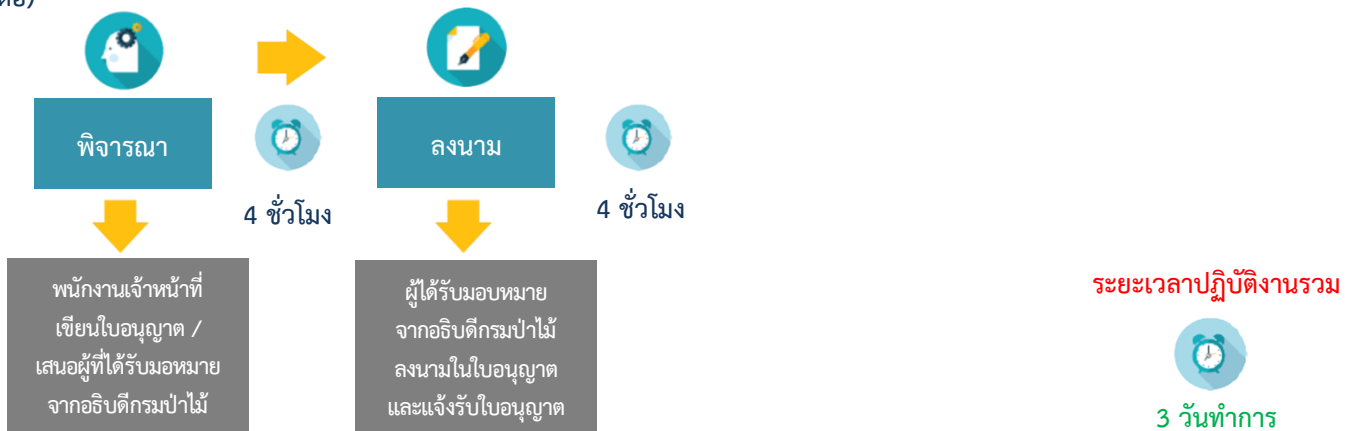 พิจารณา
4 ชั่วโมง
ลงนาม
4 ชั่วโมง
พนักงานเจ้าหน้าที่
เขียนใบอนุญาต /
เสนอผู้ที่ได้รับมอหมาย
จากอธิบดีกรมป่าไม้
ผู้ได้รับมอบหมาย
จากอธิบดีกรมป่าไม้
ลงนามในใบอนุญาต
และแจ้งรับใบอนุญาต
ระยะเวลาปฏิบัติงานรวม
3 วันทำการ